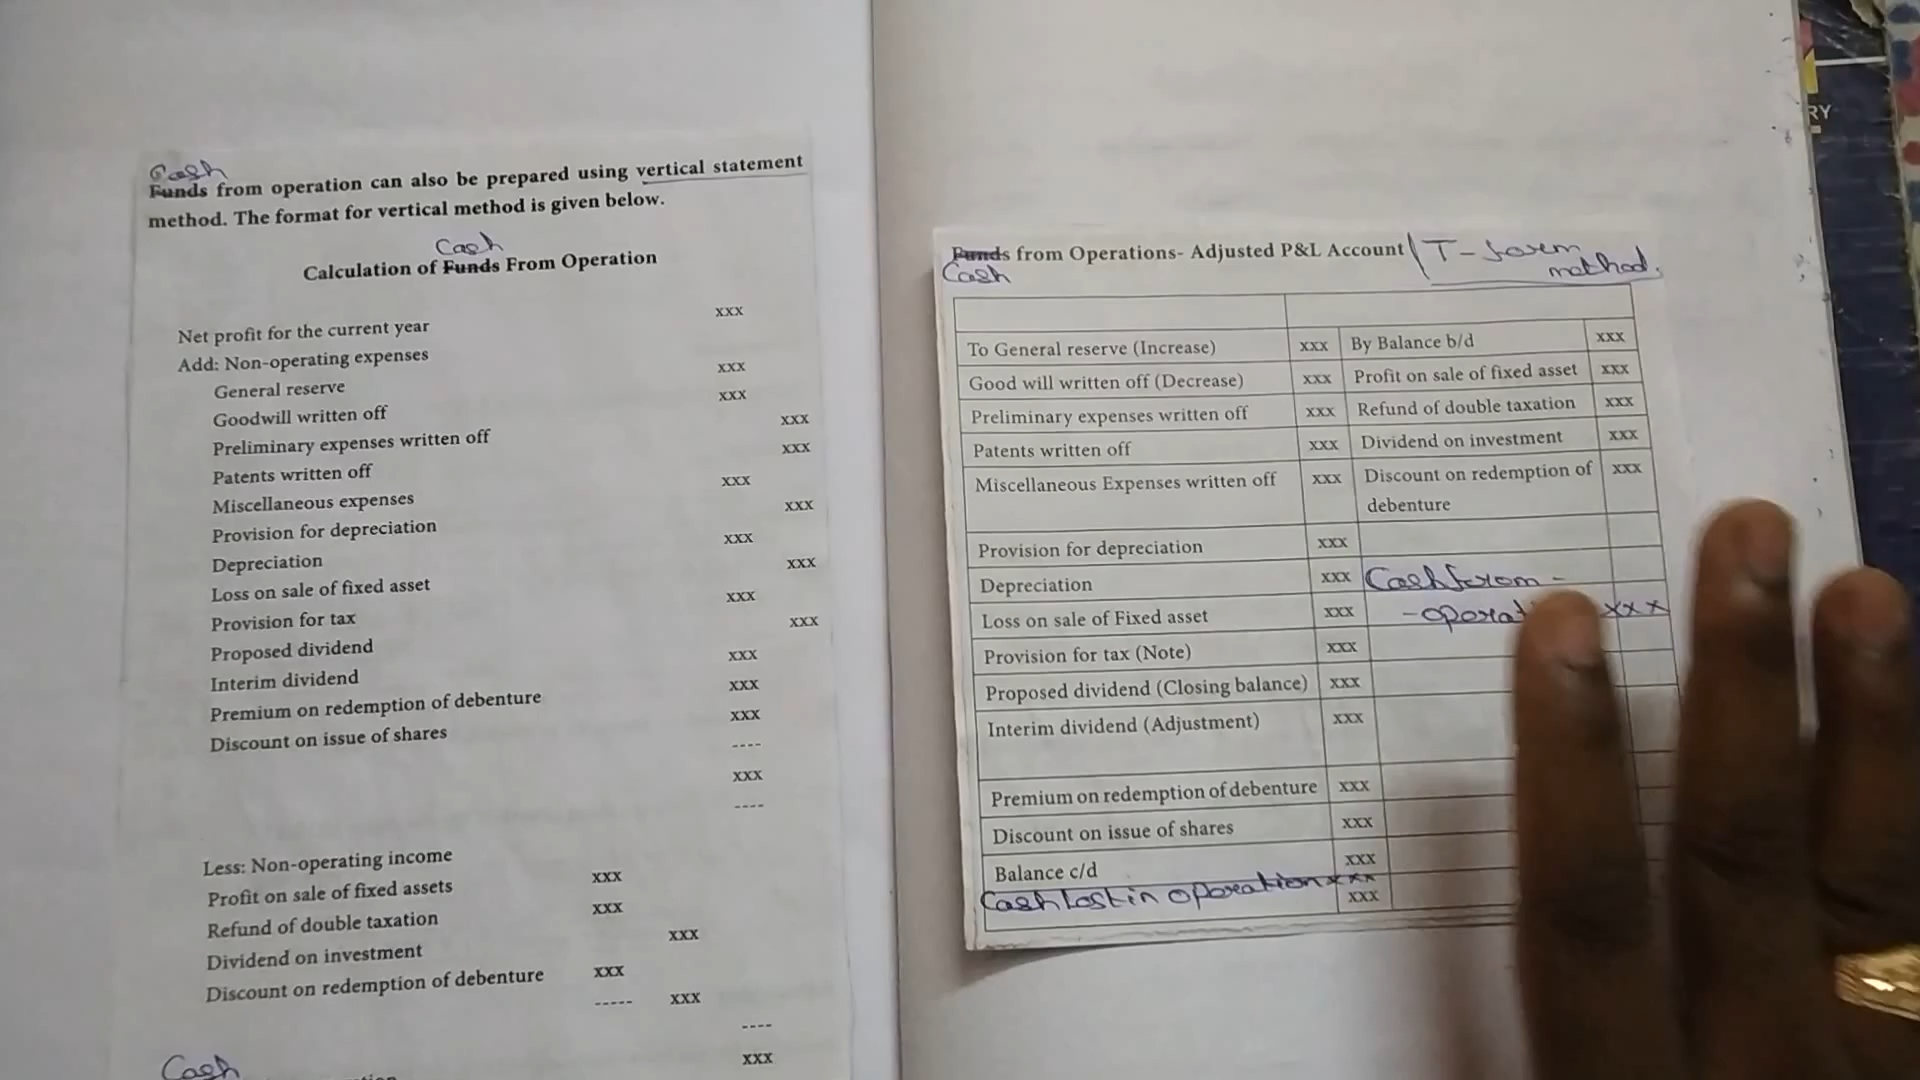 Cash
Funds from operation can also be prepared using vertical statement
method. The format for vertical method is given below.
Cash
Calculation of Funds From Operation
Net profit for the current year xxx
Add: Non-operating expenses
General reserve xxx
Goodwill written off xxx
Preliminary expenses written off xxx
Patents written off xxx
Miscellaneous expenses xxx
Provision for depreciation xxx
Depreciation xxx
Loss on sale of fixed asset xxx
Provision for tax xxx
Proposed dividend xxx
Interim dividend xxx
Premium on redemption of debenture xxx
Discount on issue of shares xxx
----
xxx
----
Less: Non-operating income
Profit on sale of fixed assets xxx
Refund of double taxation xxx
Dividend on investment xxx
Discount on redemption of debenture xxx
----- xxx
----
Cash xxx
Funds from Operations- Adjusted P&L Account (T-form
Cash method.
To General reserve (Increase) xxx By Balance b/d xxx
Good will written off (Decrease) xxx Profit on sale of fixed asset xxx
Preliminary expenses written off xxx Refund of double taxation xxx
Patents written off xxx Dividend on investment xxx
Miscellaneous Expenses written off xxx Discount on redemption of xxx
debenture
Provision for depreciation xxx
Depreciation xxx Cash from -
Loss on sale of Fixed asset xxx xxx
Provision for tax (Note) xxx
Proposed dividend (Closing balance) xxx
Interim dividend (Adjustment) xxx
Premium on redemption of debenture xxx
Discount on issue of shares xxx
Balance c/d xxx
Cash lost in operation xxx
xxx
RY